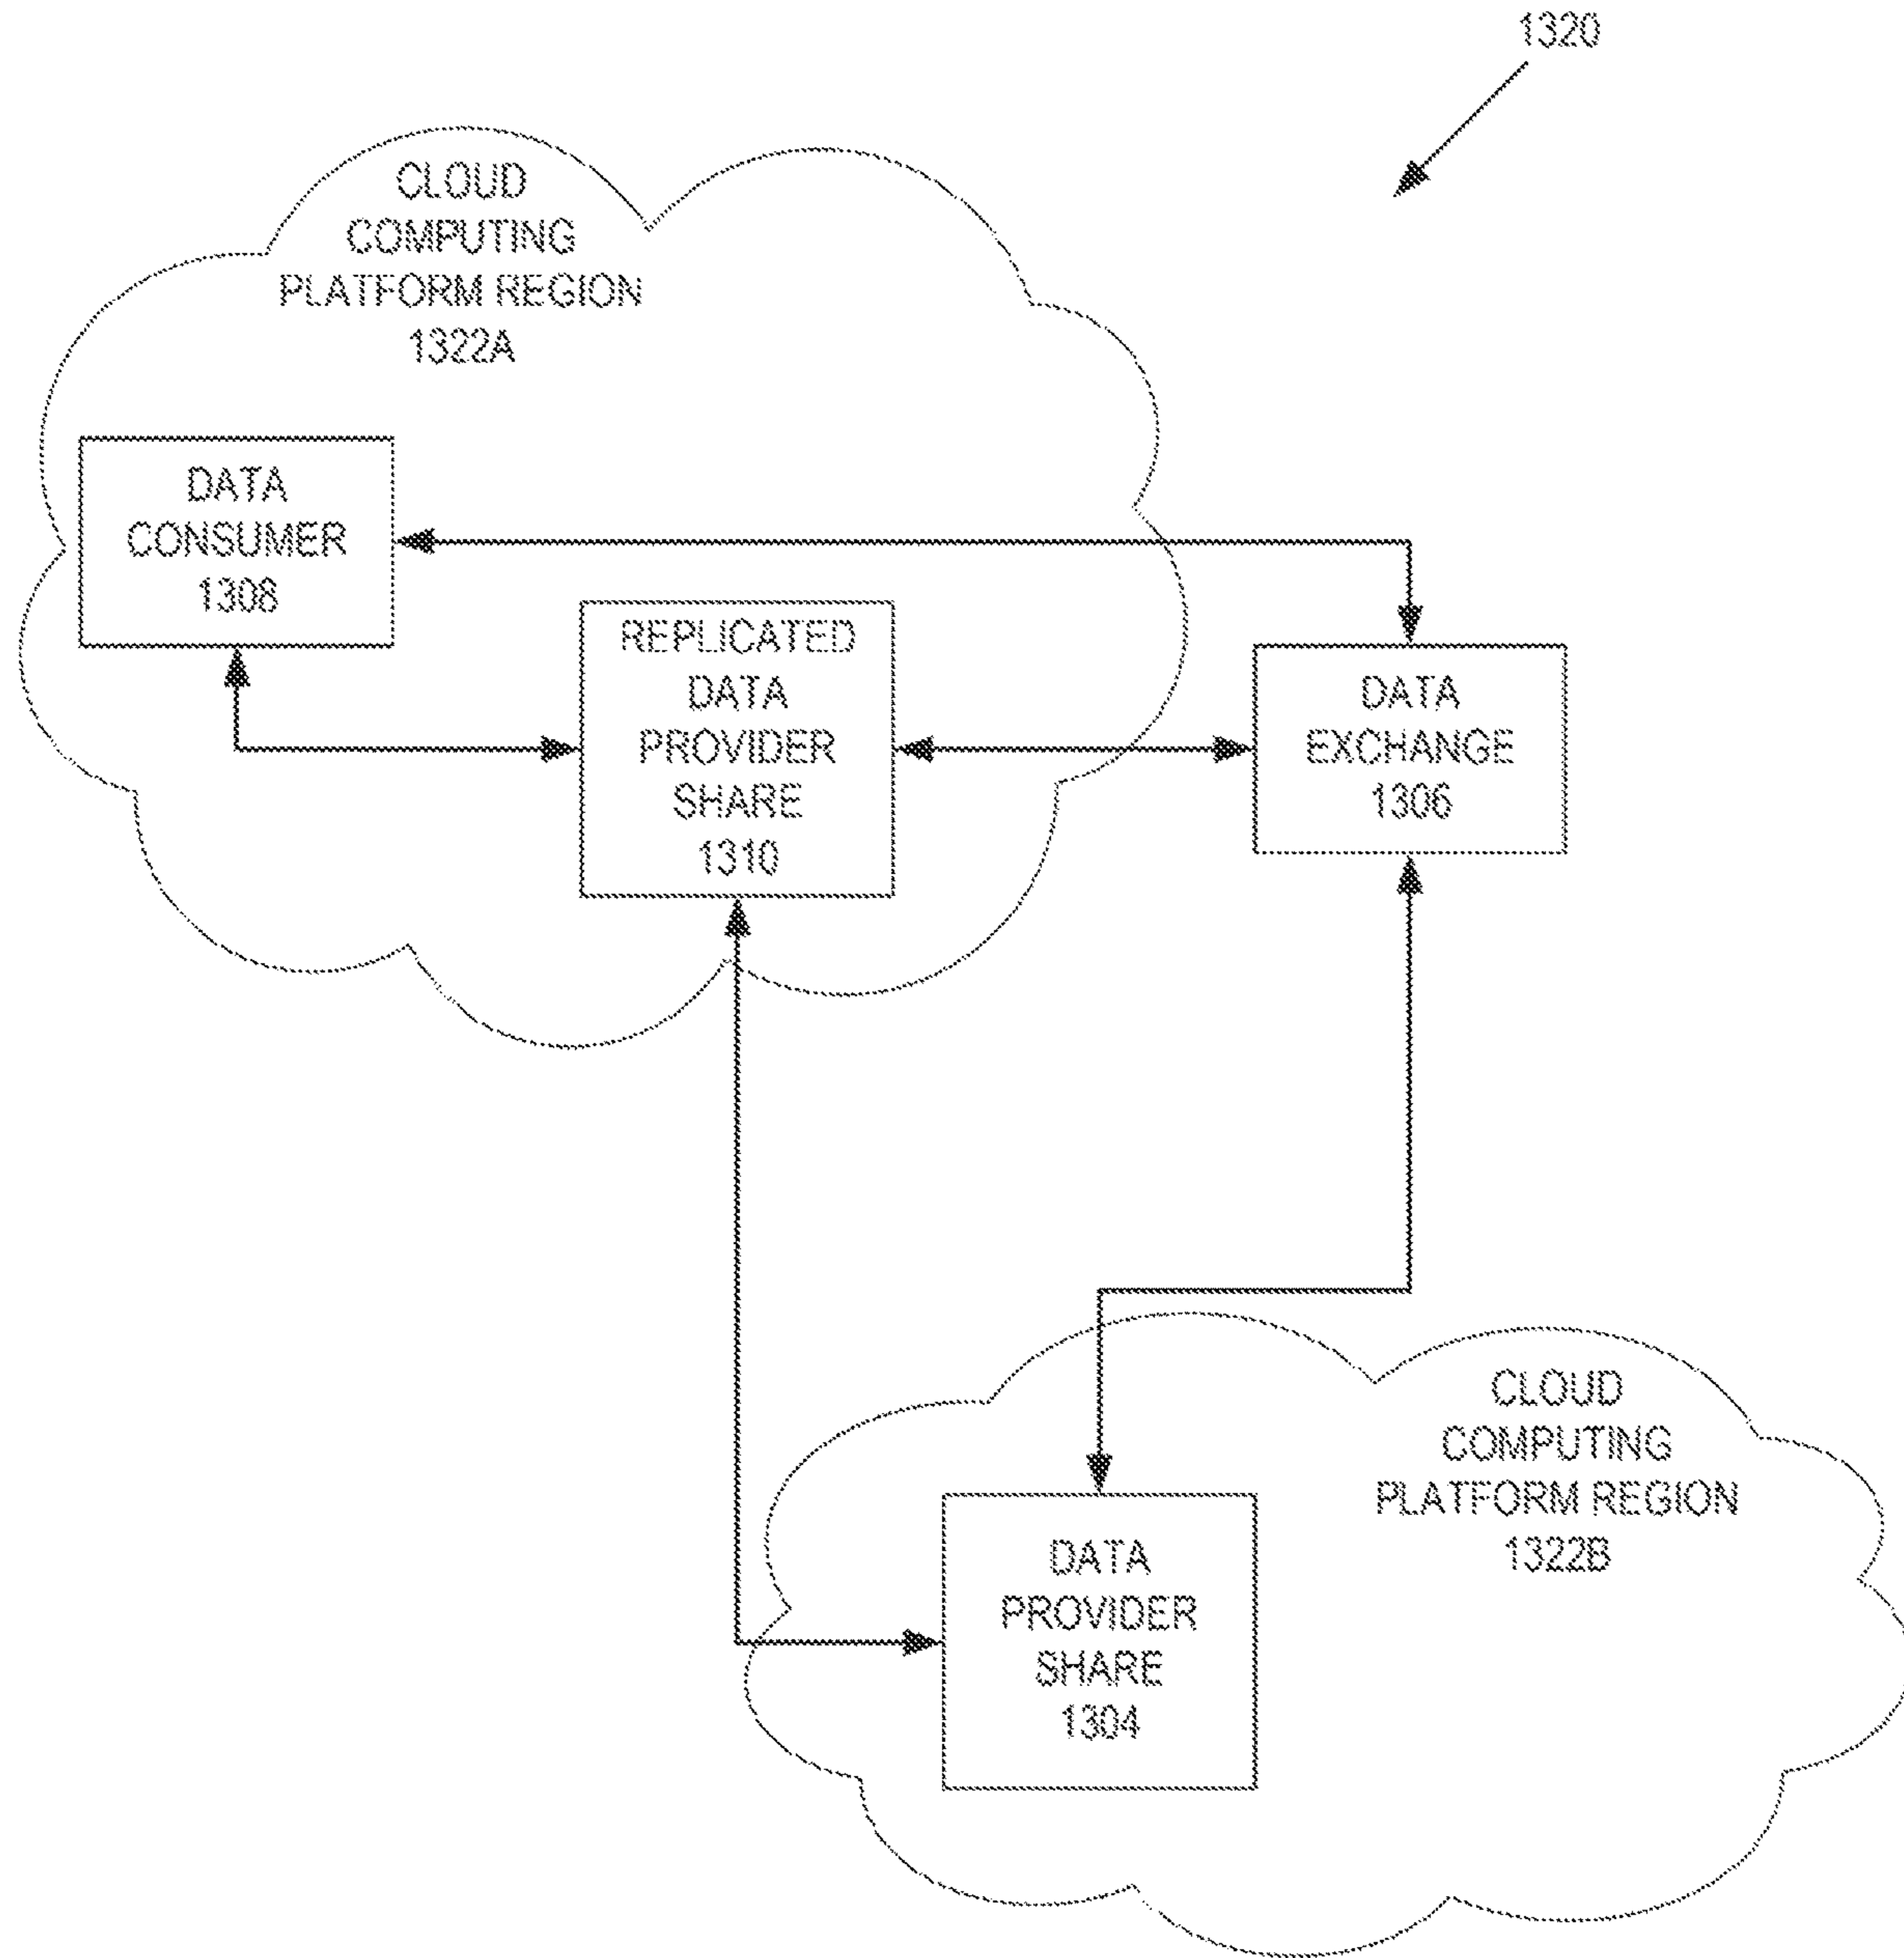 1320
CLOUD
COMPUTING
PLATFORM REGION
1322A
DATA
CONSUMER
1308
REPLICATED
DATA
PROVIDER
SHARE
1310
DATA
EXCHANGE
1306
CLOUD
COMPUTING
PLATFORM REGION
1322B
DATA
PROVIDER
SHARE
1304